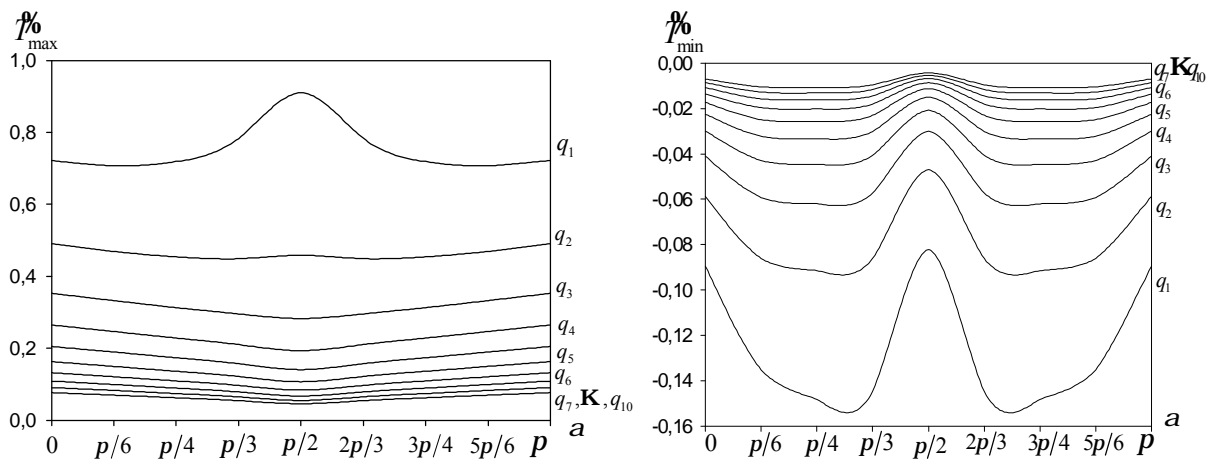 T%max
1,0
0,8
0,6
0,4
0,2
0,0
q1
q2
q3
q4
q5
q6
q7,K,q10
0 p/6 p/4 p/3 p/2 2p/3 3p/4 5p/6 p a
T%min
0,00
-0,02
-0,04
-0,06
-0,08
-0,10
-0,12
-0,14
-0,16
q7Kq10
q6
q5
q4
q3
q2
q1
0 p/6 p/4 p/3 p/2 2p/3 3p/4 5p/6 p a